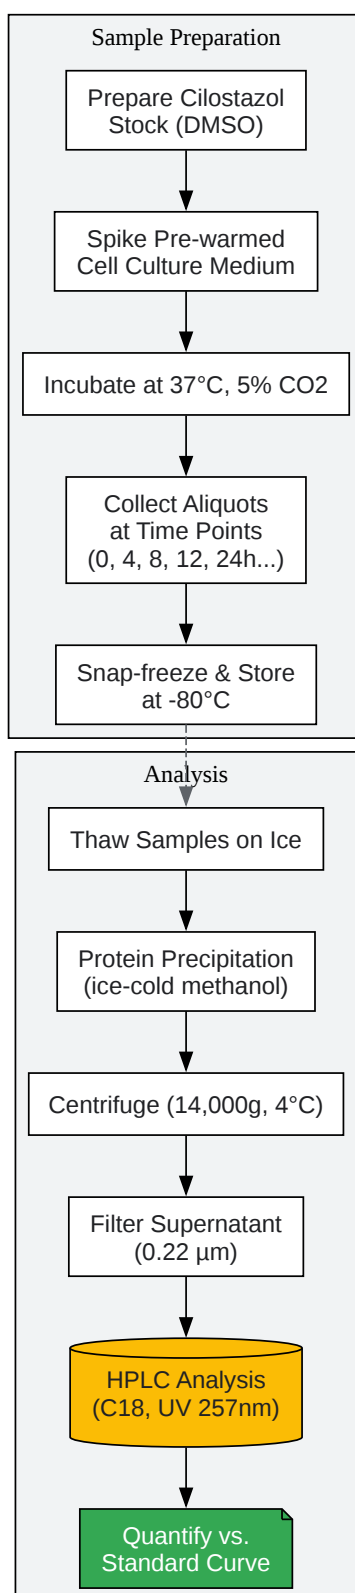 Sample Preparation
Prepare Cilostazol
Stock (DMSO)
Spike Pre-warmed
Cell Culture Medium
Incubate at 37°C, 5% CO2
Collect Aliquots
at Time Points
(0, 4, 8, 12, 24h...)
Snap-freeze & Store
at -80°C
Analysis
Thaw Samples on Ice
Protein Precipitation
(ice-cold methanol)
Centrifuge (14,000g, 4°C)
Filter Supernatant
(0.22 µm)
HPLC Analysis
(C18, UV 257nm)
Quantify vs.
Standard Curve